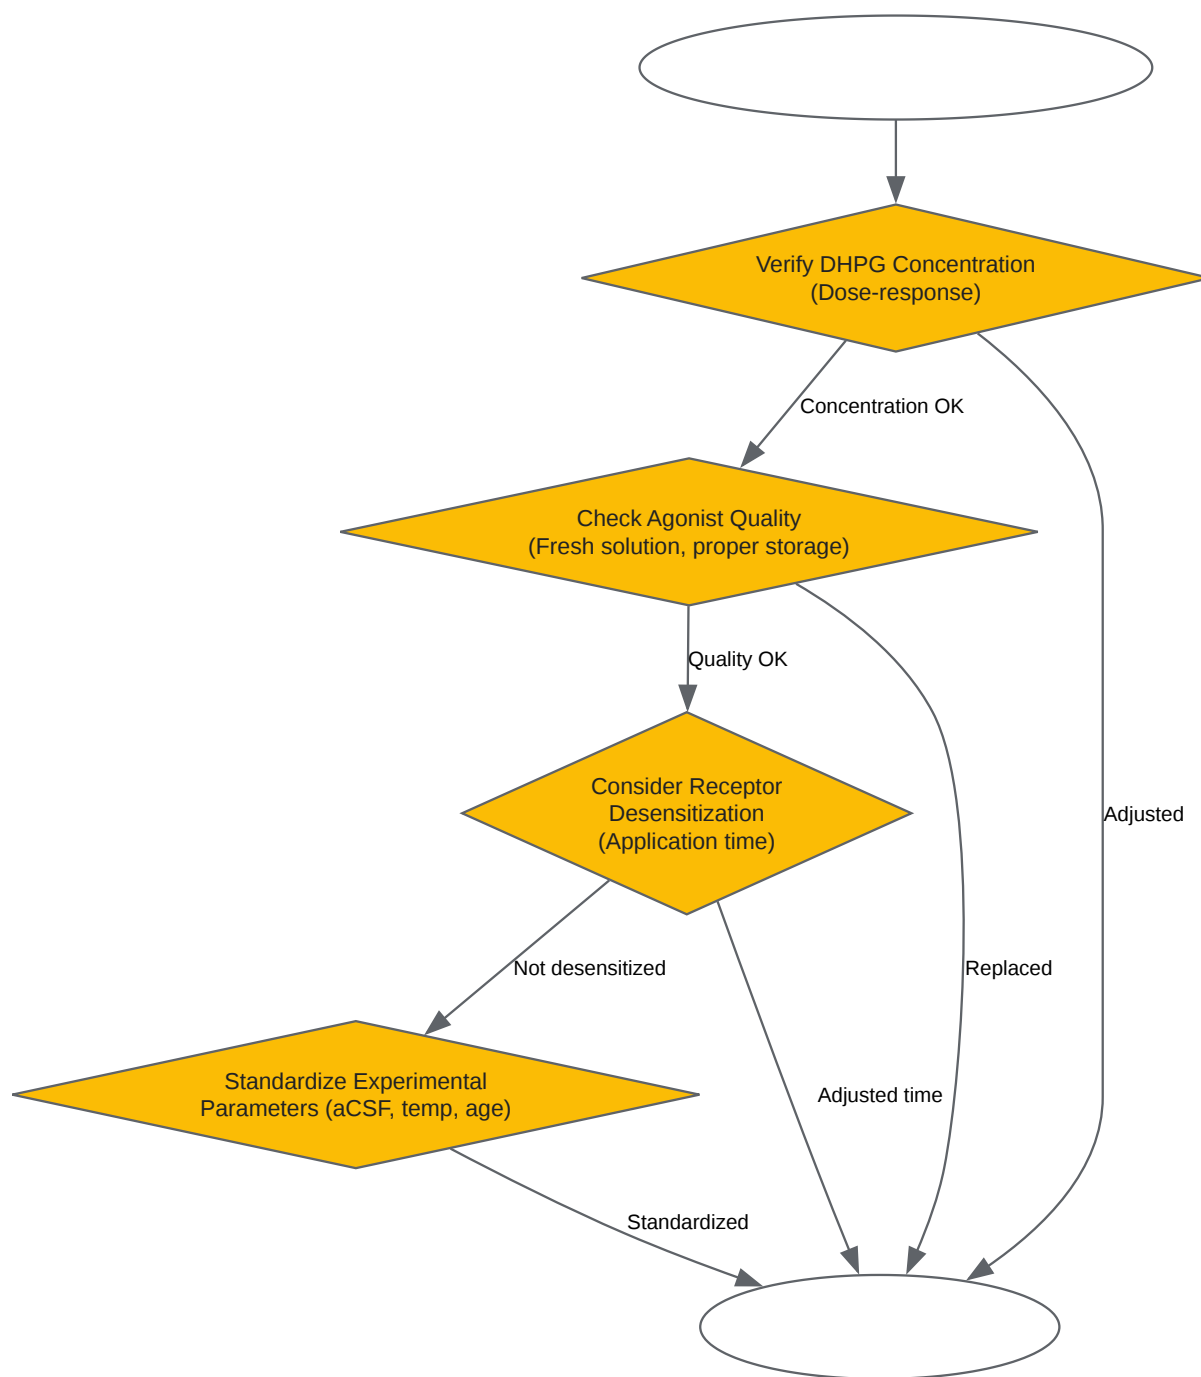 Verify DHPG Concentration
(Dose-response)
Concentration OK
Check Agonist Quality
(Fresh solution, proper storage)
Quality OK
Consider Receptor
Desensitization
(Application time)
Adjusted
Not desensitized
Replaced
Standardize Experimental
Parameters (aCSF, temp, age)
Adjusted time
Standardized